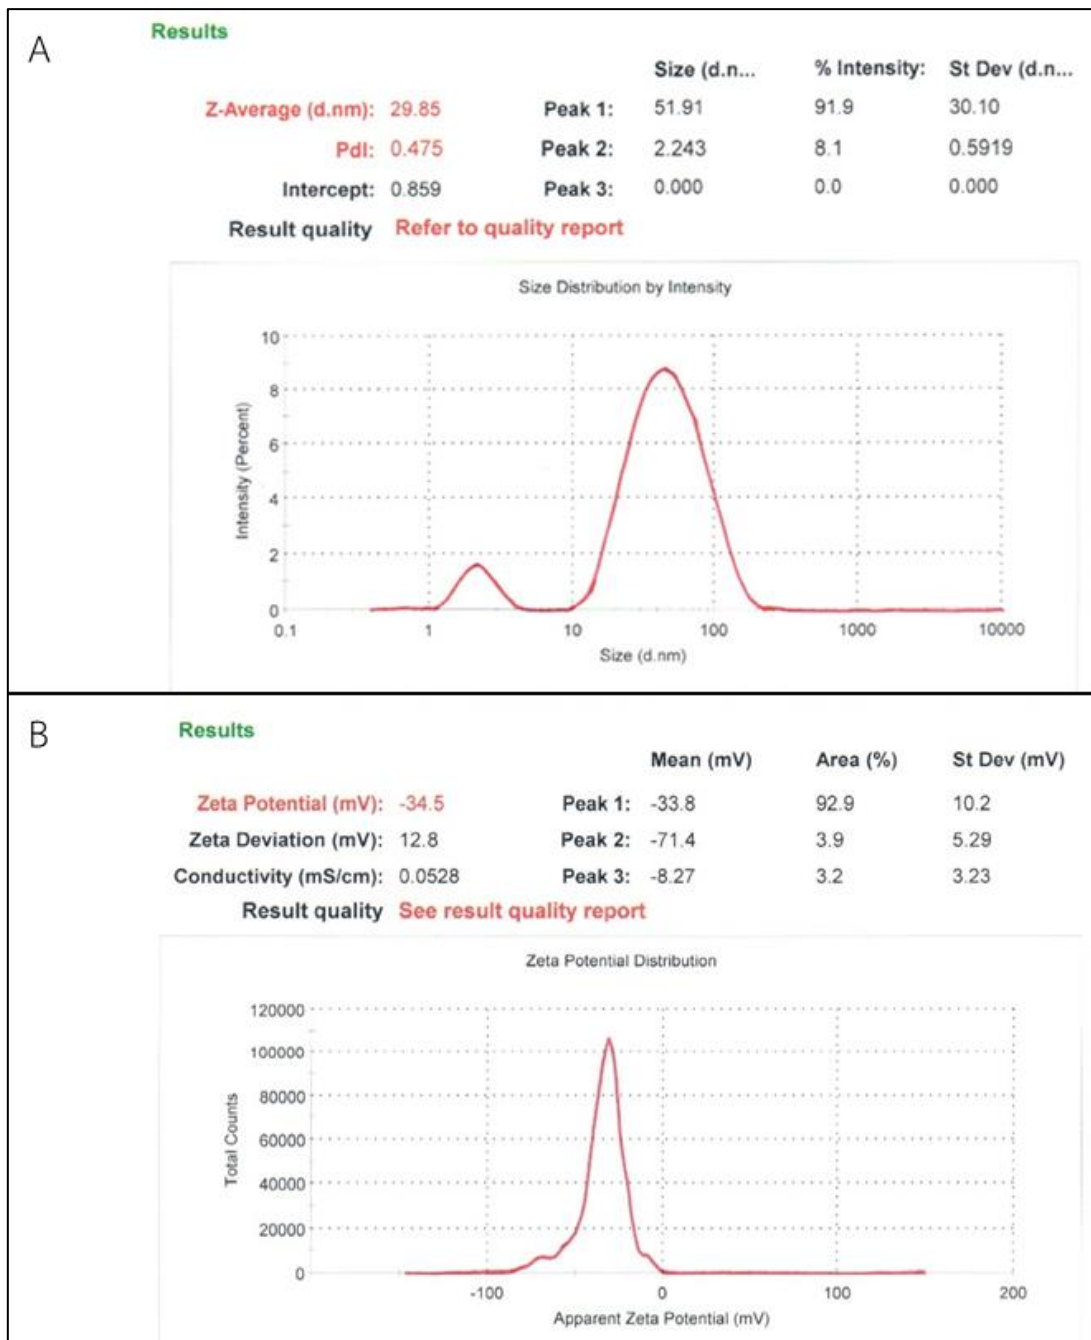 A
Results
Size (d.n... % Intensity: St Dev (d.n...
Z-Average (d.nm): 29.85 Peak 1: 51.91 91.9 30.10
PdI: 0.475 Peak 2: 2.243 8.1 0.5919
Intercept: 0.859 Peak 3: 0.000 0.0 0.000
Result quality Refer to quality report
Size Distribution by Intensity
10
8
6
4
2
0
Intensity (Percent)
0.1 1 10 100 1000 10000
Size (d.nm)
B
Results
Mean (mV) Area (%) St Dev (mV)
Zeta Potential (mV): -34.5 Peak 1: -33.8 92.9 10.2
Zeta Deviation (mV): 12.8 Peak 2: -71.4 3.9 5.29
Conductivity (mS/cm): 0.0528 Peak 3: -8.27 3.2 3.23
Result quality See result quality report
Zeta Potential Distribution
120000
100000
80000
60000
40000
20000
0
Total Counts
-100 0 100 200
Apparent Zeta Potential (mV)